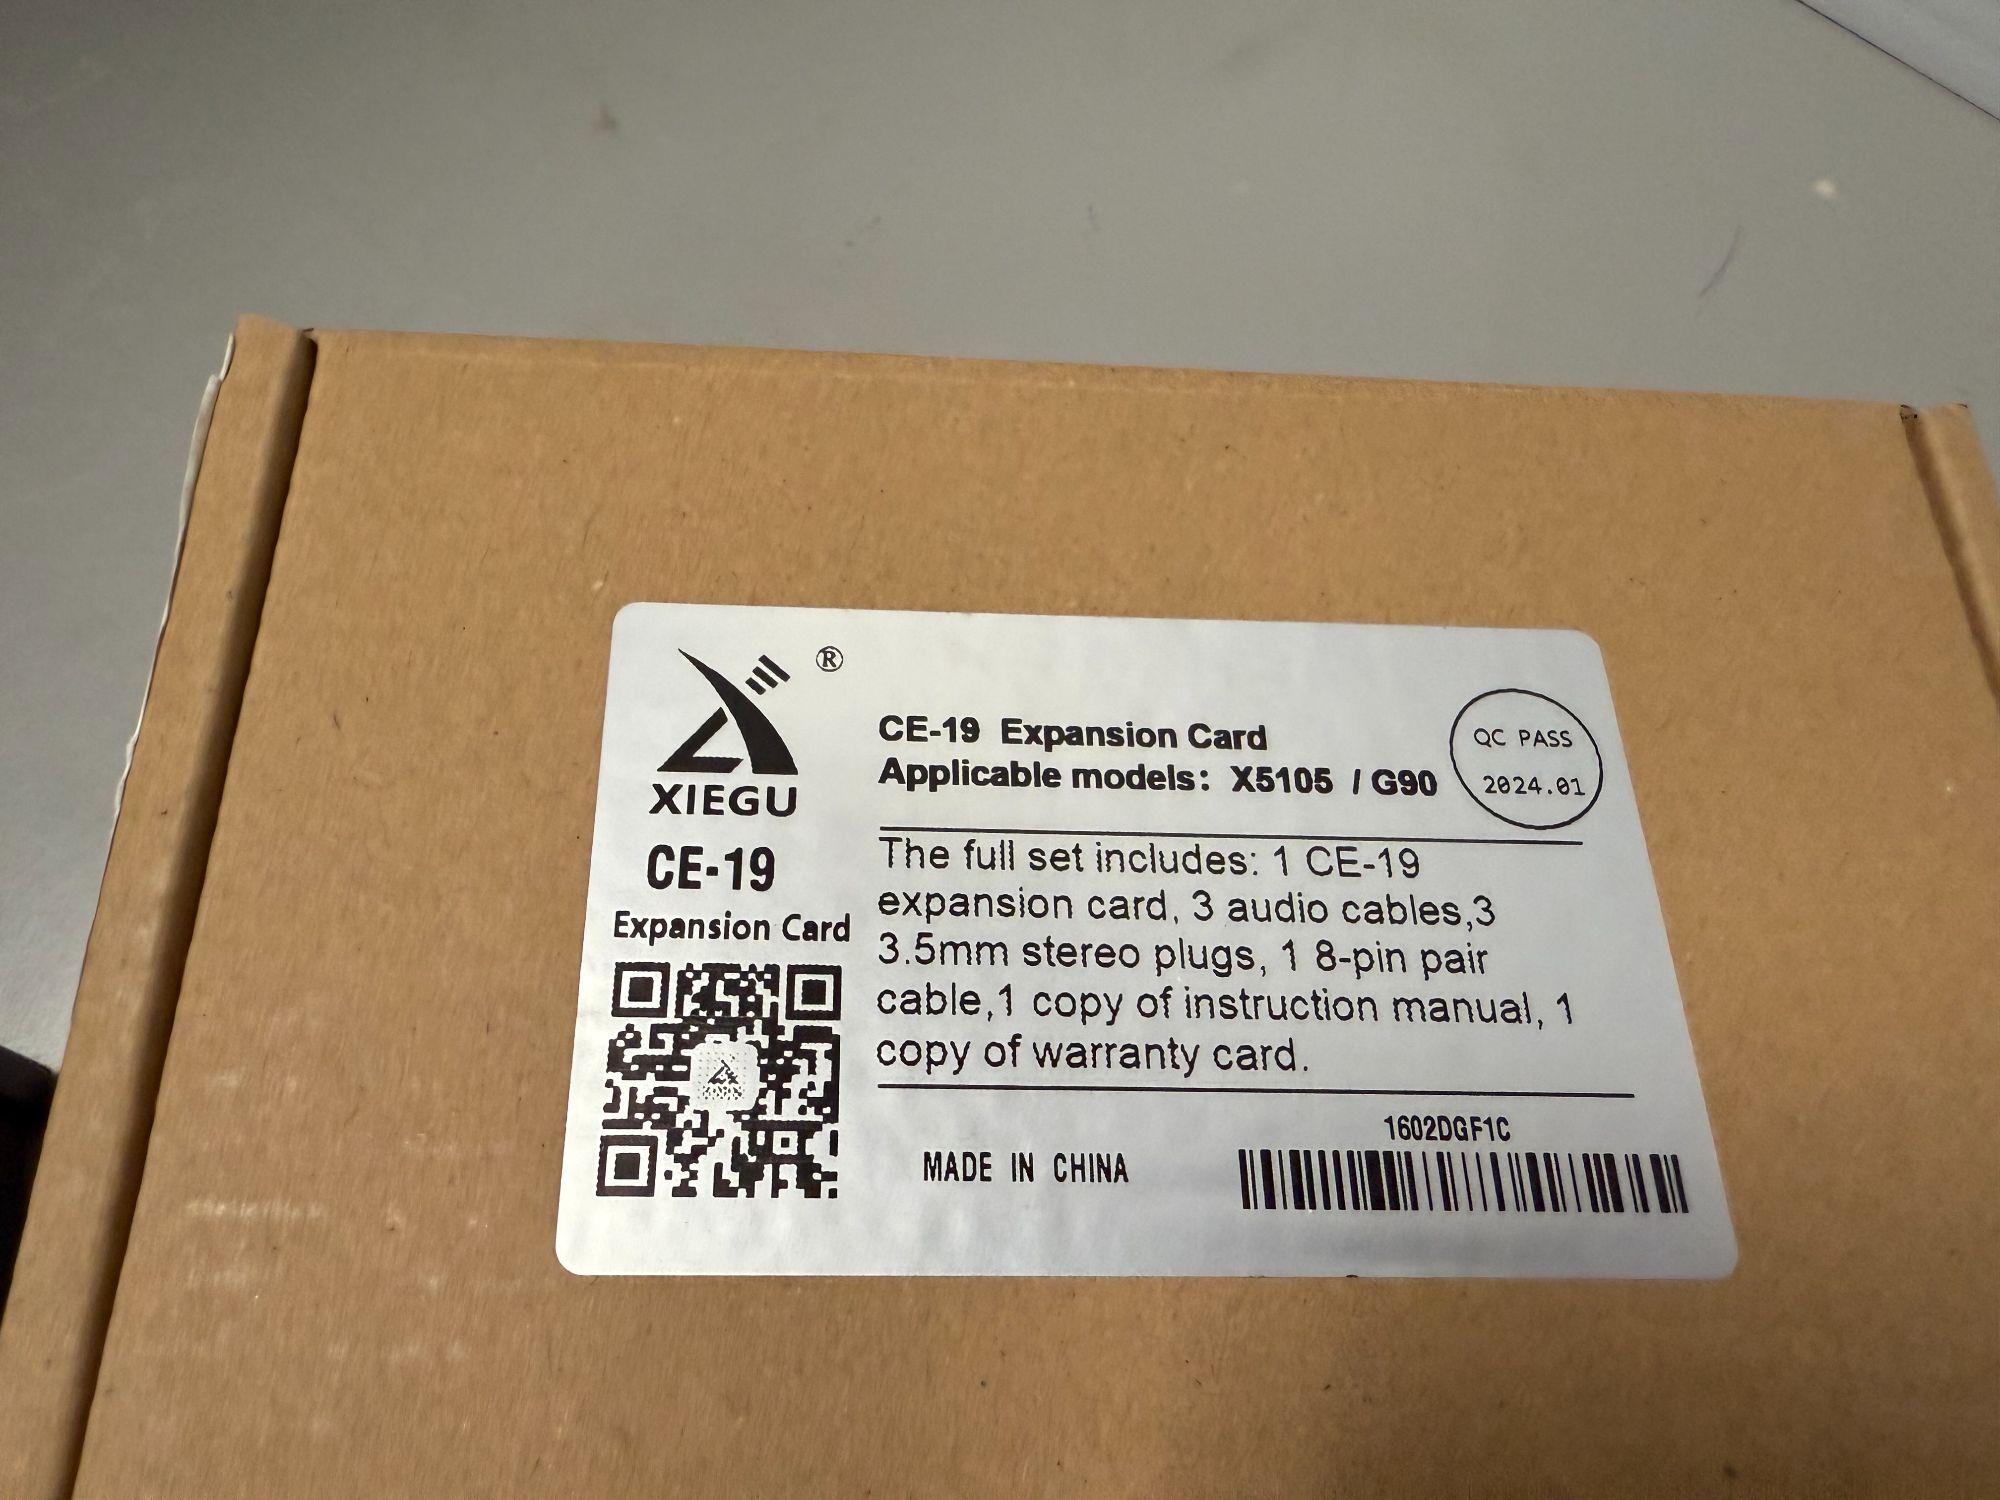 ®
XIEGU
CE-19
Expansion Card
CE-19 Expansion Card
Applicable models: X5105 / G90
QC PASS
2024.01
The full set includes: 1 CE-19
expansion card, 3 audio cables,3
3.5mm stereo plugs, 1 8-pin pair
cable,1 copy of instruction manual, 1
copy of warranty card.
MADE IN CHINA
1602DGF1C